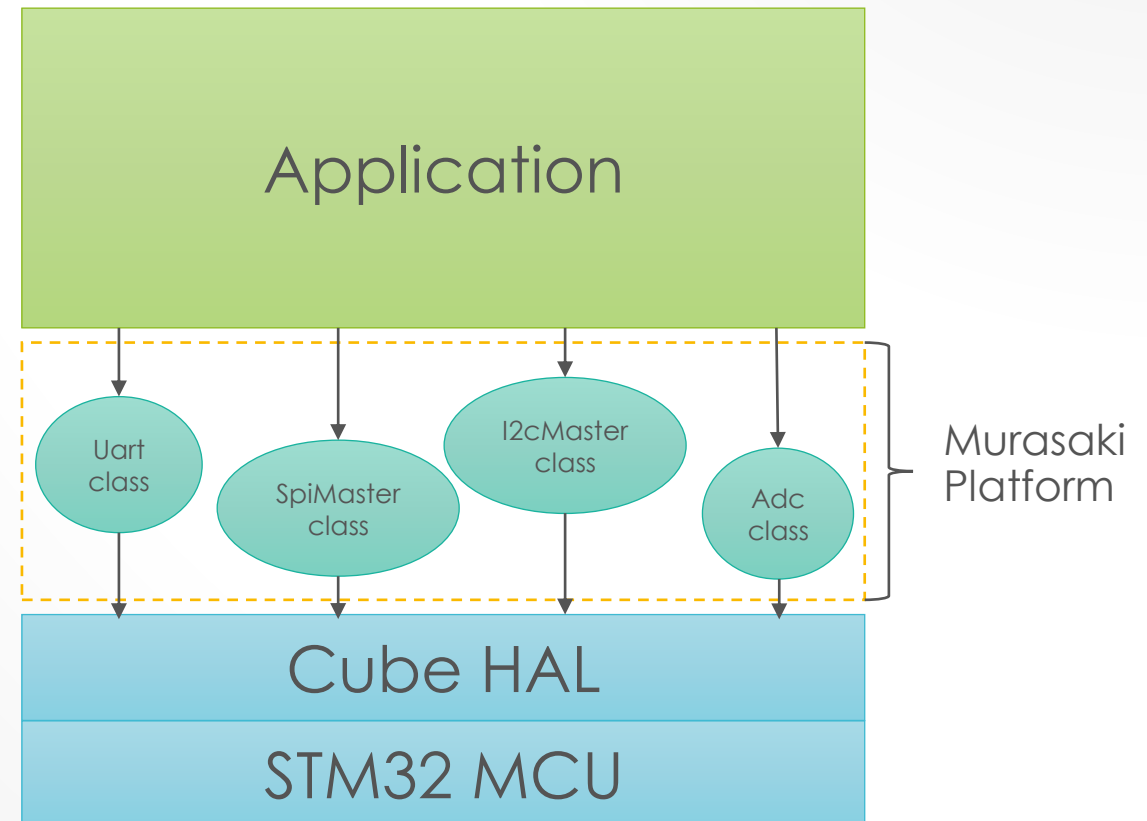 Application
Uart
class
SpiMaster
class
I2cMaster
class
Adc
class
Murasaki
Platform
Cube HAL
STM32 MCU